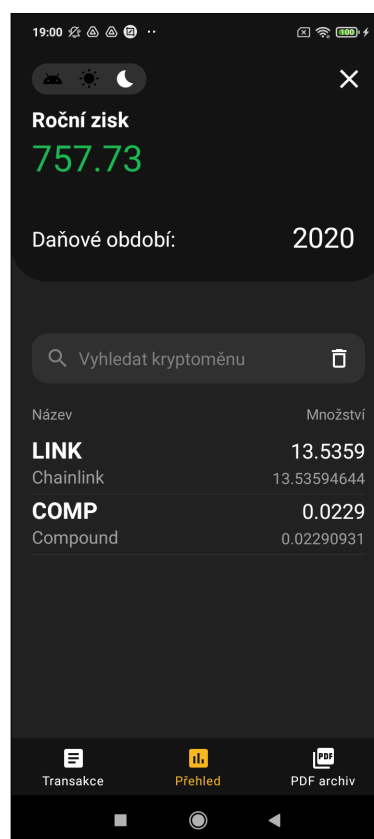 19:00
100
Roční zisk
757.73
Daňové období: 2020
Vyhledat kryptoměnu
Název Množství
LINK 13.5359
Chainlink 13.53594644
COMP 0.0229
Compound 0.02290931
PDF
Transakce Přehled PDF archiv